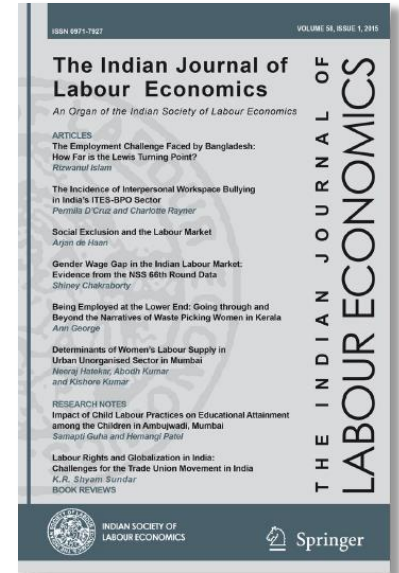 ISSN 0971-7927
VOLUME 58, ISSUE 1, 2015
The Indian Journal of
Labour Economics
An Organ of the Indian Society of Labour Economics
ARTICLES
The Employment Challenge Faced by Bangladesh:
How Far is the Lewis Turning Point?
Rizwanul Islam
The Incidence of Interpersonal Workspace Bullying
in India's ITES-BPO Sector
Permilla D'Cruz and Charlotte Rayner
Social Exclusion and the Labour Market
Arjan de Haan
Gender Wage Gap in the Indian Labour Market:
Evidence from the NSS 66th Round Data
Shiney Chakraborty
Being Employed at the Lower End: Going through and
Beyond the Narratives of Waste Picking Women in Kerala
Ann George
Determinants of Women's Labour Supply in
Urban Unorganised Sector in Mumbai
Neeraj Hatekar, Abodh Kumar
and Kishore Kumar
RESEARCH NOTES
Impact of Child Labour Practices on Educational Attainment
among the Children in Ambujwadi, Mumbai
Samapti Guha and Hemangi Patel
Labour Rights and Globalization in India:
Challenges for the Trade Union Movement in India
K.R. Shyam Sundar
BOOK REVIEWS
THE INDIAN JOURNAL OF
LABOUR ECONOMICS
INDIAN SOCIETY OF
LABOUR ECONOMICS
Springer